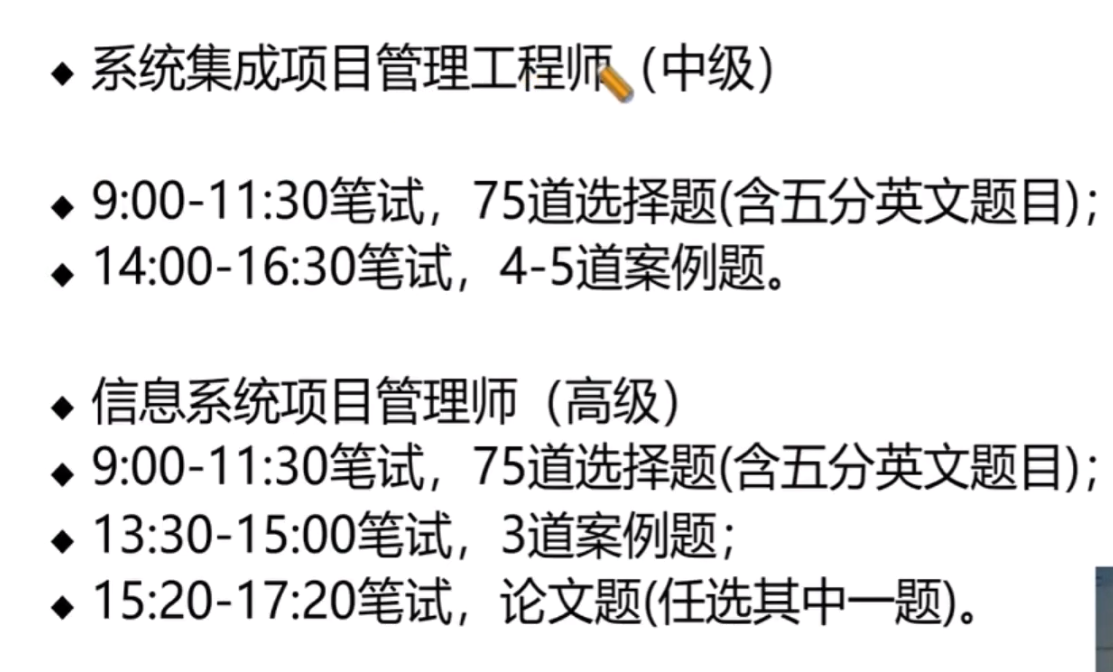 ◆ 系统集成项目管理工程师（中级）
◆ 9:00-11:30笔试，75道选择题(含五分英文题目)；
◆ 14:00-16:30笔试，4-5道案例题。
◆ 信息系统项目管理师（高级）
◆ 9:00-11:30笔试，75道选择题(含五分英文题目)；
◆ 13:30-15:00笔试，3道案例题；
◆ 15:20-17:20笔试，论文题(任选其中一题)。